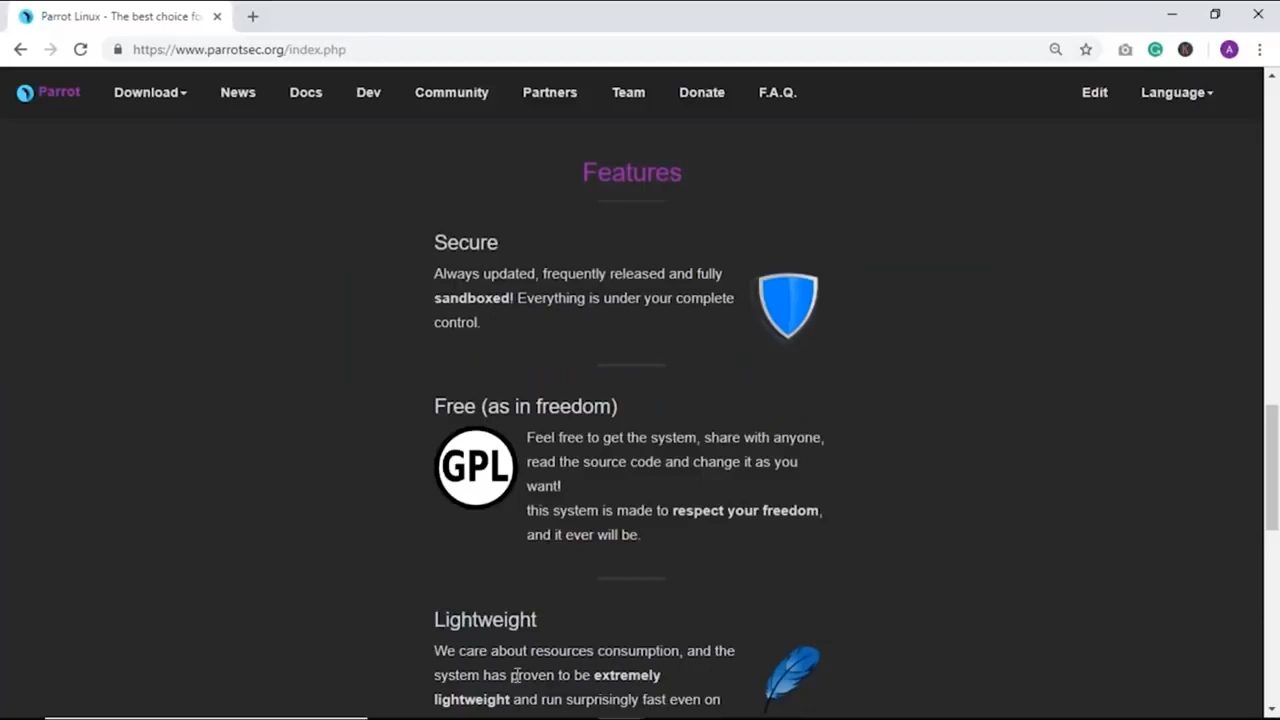 Parrot Linux - The best choice fo
https://www.parrotsec.org/index.php
A
Parrot Download News Docs Dev Community Partners Team Donate F.A.Q. Edit Language
Features
Secure
Always updated, frequently released and fully
sandboxed! Everything is under your complete
control.
Free (as in freedom)
GPL
Feel free to get the system, share with anyone,
read the source code and change it as you
want!
this system is made to respect your freedom,
and it ever will be.
Lightweight
We care about resources consumption, and the
system has proven to be extremely
lightweight and run surprisingly fast even on